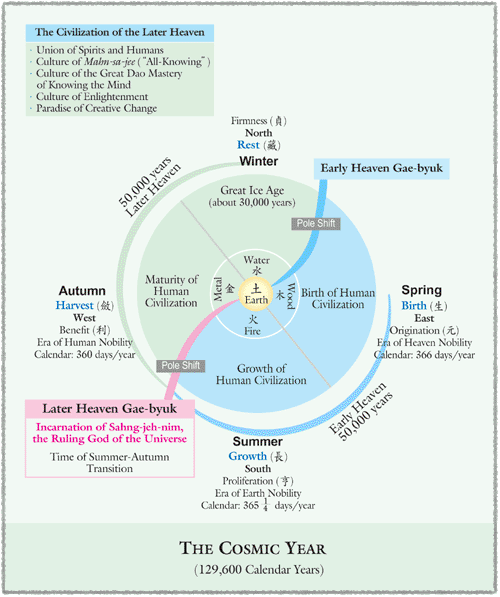 The Civilization of the Later Heaven
· Union of Spirits and Humans
· Culture of Mahn-sa-jee ("All-Knowing")
· Culture of the Great Dao Mastery
of Knowing the Mind
· Culture of Enlightenment
· Paradise of Creative Change
Firmness (貞)
North
Rest (藏)
Winter
Early Heaven Gae-byuk
50,000 years
Later Heaven
Great Ice Age
(about 30,000 years)
Pole Shift
Water
水
Metal
金
土
Earth
木
Wood
火
Fire
Maturity of
Human
Civilization
Birth of Human
Civilization
Growth of
Human Civilization
Autumn
Harvest (斂)
West
Benefit (利)
Era of Human Nobility
Calendar: 360 days/year
Spring
Birth (生)
East
Origination (元)
Era of Heaven Nobility
Calendar: 366 days/year
Pole Shift
Later Heaven Gae-byuk
Incarnation of Sahng-jeh-nim,
the Ruling God of the Universe
Time of Summer-Autumn
Transition
Early Heaven
50,000 years
Summer
Growth (長)
South
Proliferation (亨)
Era of Earth Nobility
Calendar: 365 1/4 days/year
THE COSMIC YEAR
(129,600 Calendar Years)